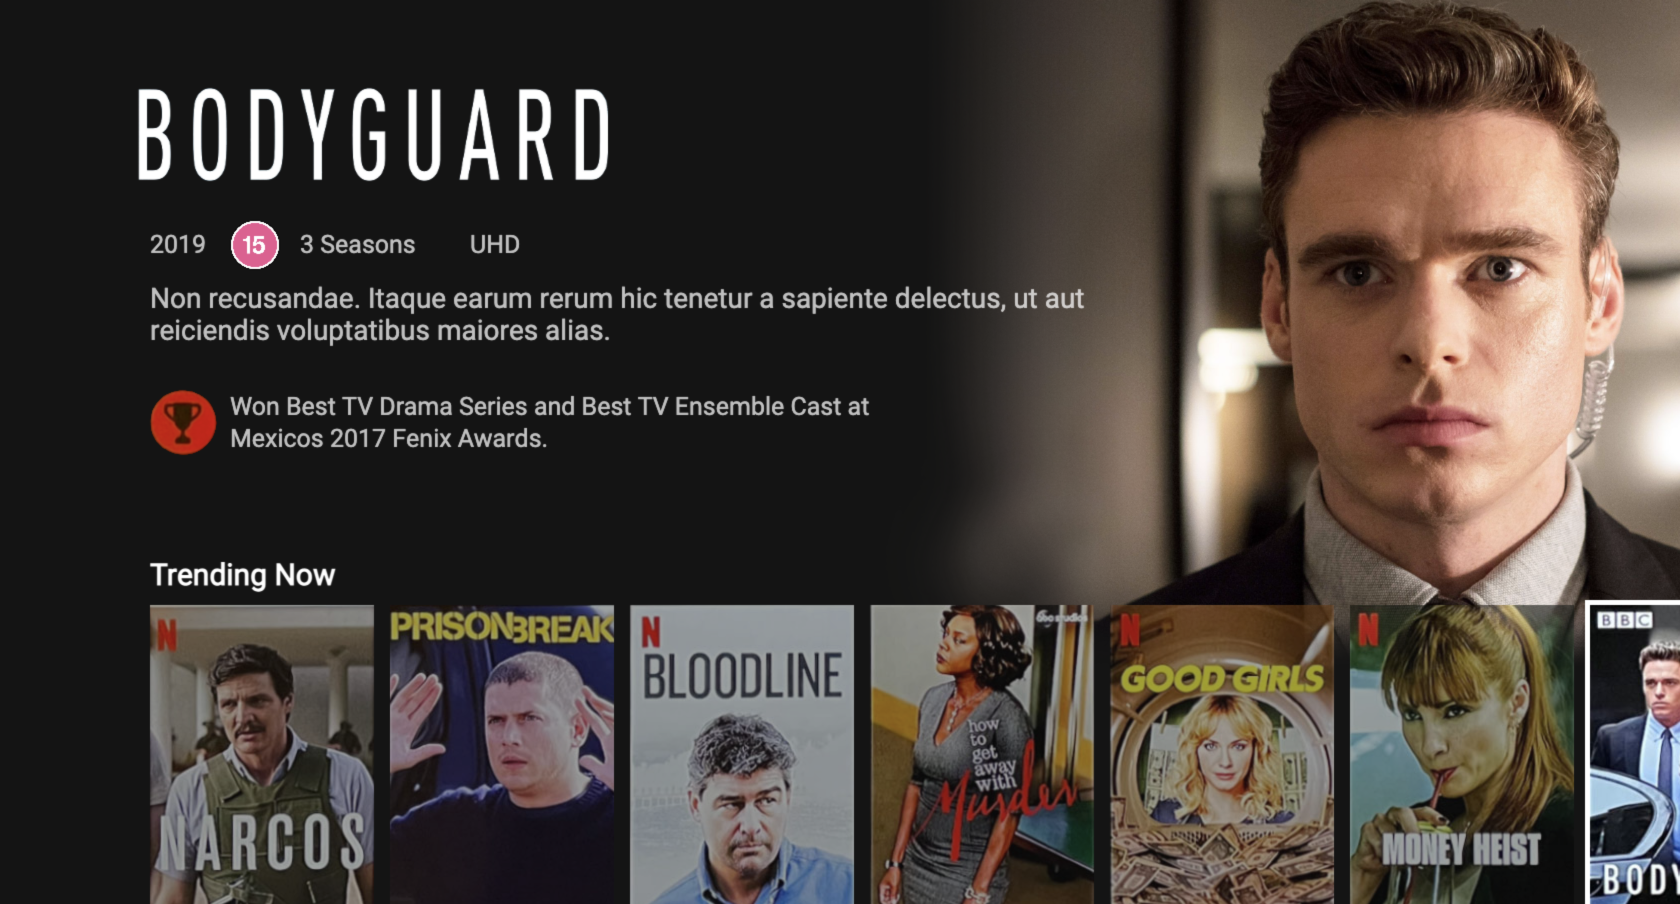 BODYGUARD
2019 15 3 Seasons UHD
Non recusandae. Itaque earum rerum hic tenetur a sapiente delectus, ut aut
reiciendis voluptatibus maiores alias.
Won Best TV Drama Series and Best TV Ensemble Cast at
Mexicos 2017 Fenix Awards.
Trending Now
N
NARCOS
PRISONBREAK
N
BLOODLINE
how
to
get
away
with
Murder
N
GOOD GIRLS
N
MONEY HEIST
BBC
BODY